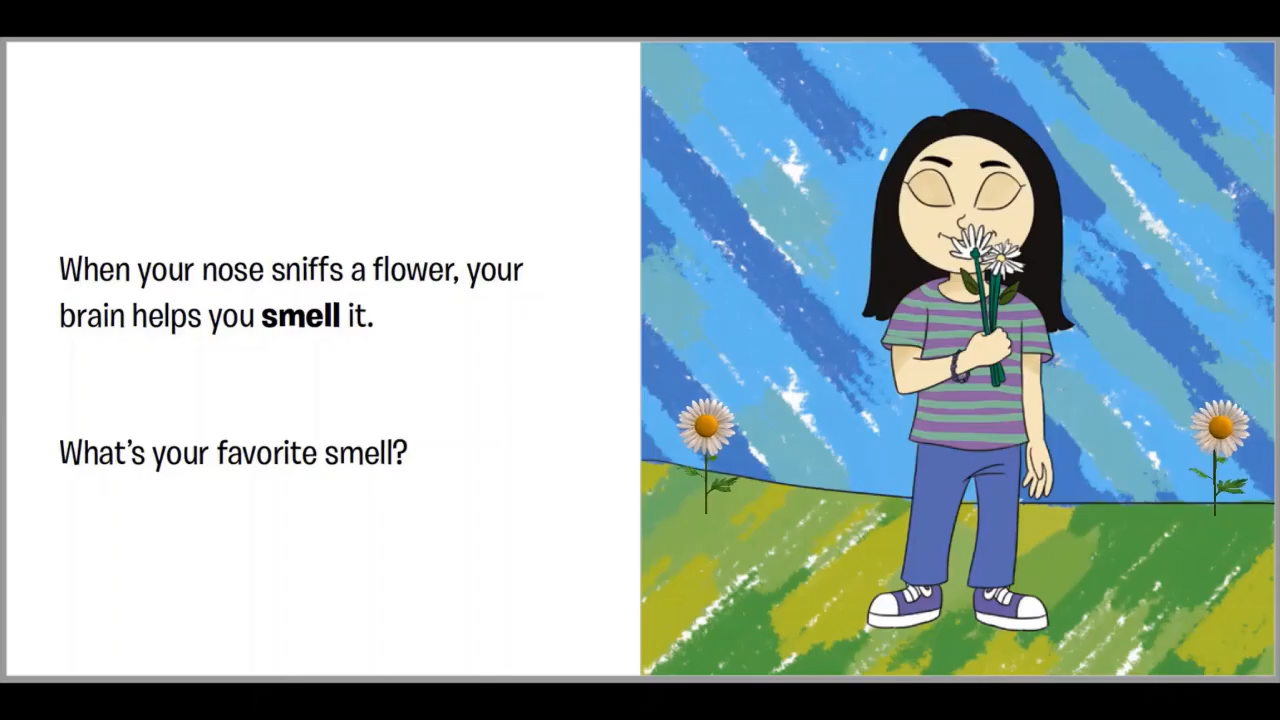 When your nose sniffs a flower, your
brain helps you smell it.
What’s your favorite smell?